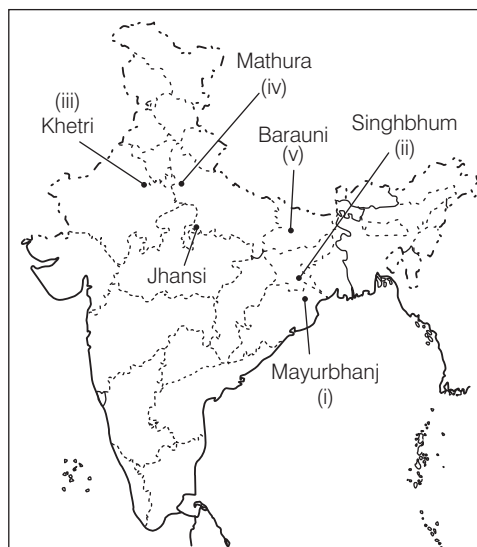 Mathura
(iv)
(iii)
Khetri
Singhbhum
(ii)
Barauni
(v)
Jhansi
Mayurbhanj
(i)